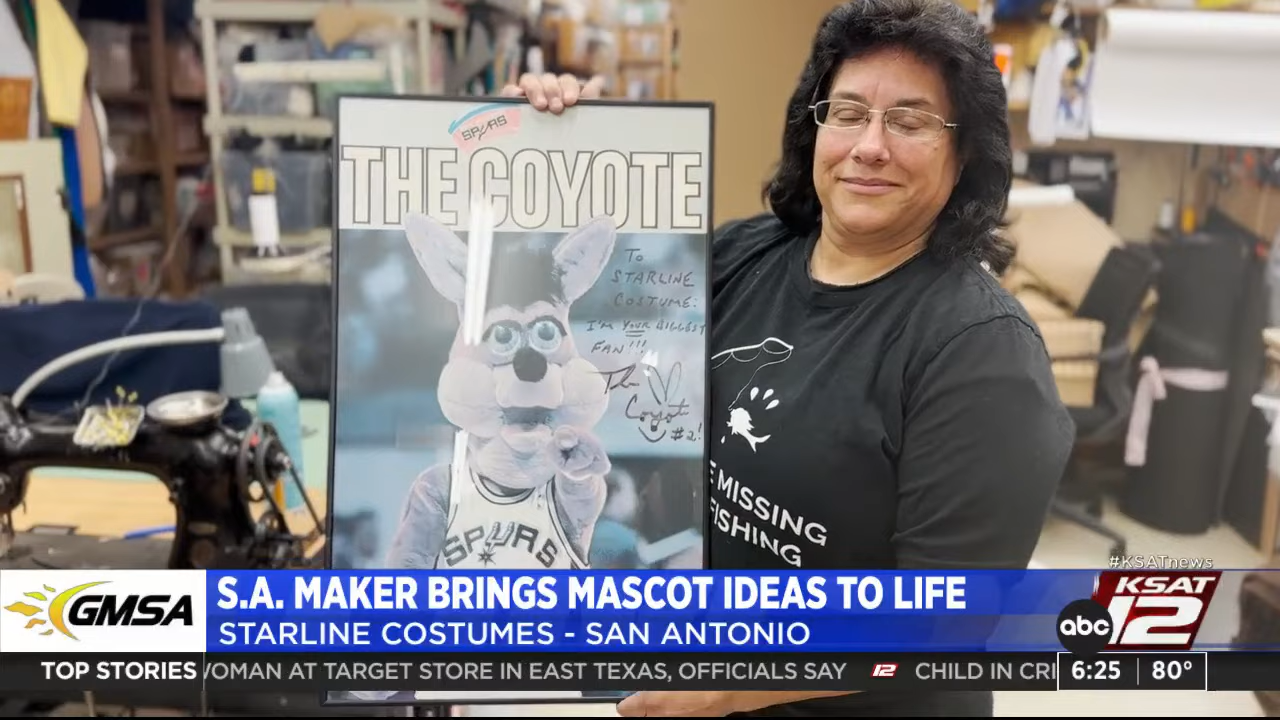 SPURS
THE COYOTE
To
STARLINE
COSTUME:
I'M YOUR BIGGEST
FAN!!!
The
Coyote
#2!
SPURS
MISSING
FISHING
#KSATnews
GMSA
S.A. MAKER BRINGS MASCOT IDEAS TO LIFE
STARLINE COSTUMES - SAN ANTONIO
abc
KSAT
12
TOP STORIES
WOMAN AT TARGET STORE IN EAST TEXAS, OFFICIALS SAY 12 CHILD IN CRI
6:25 80°